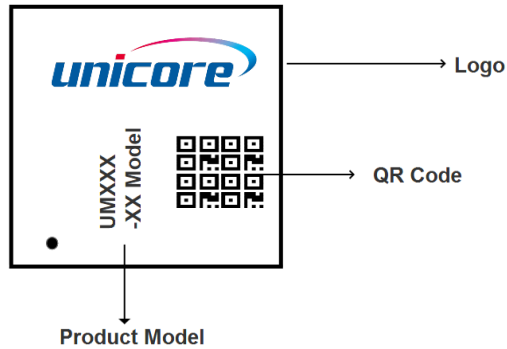 unicore
Logo
QR Code
UMXXX
-XX Model
Product Model